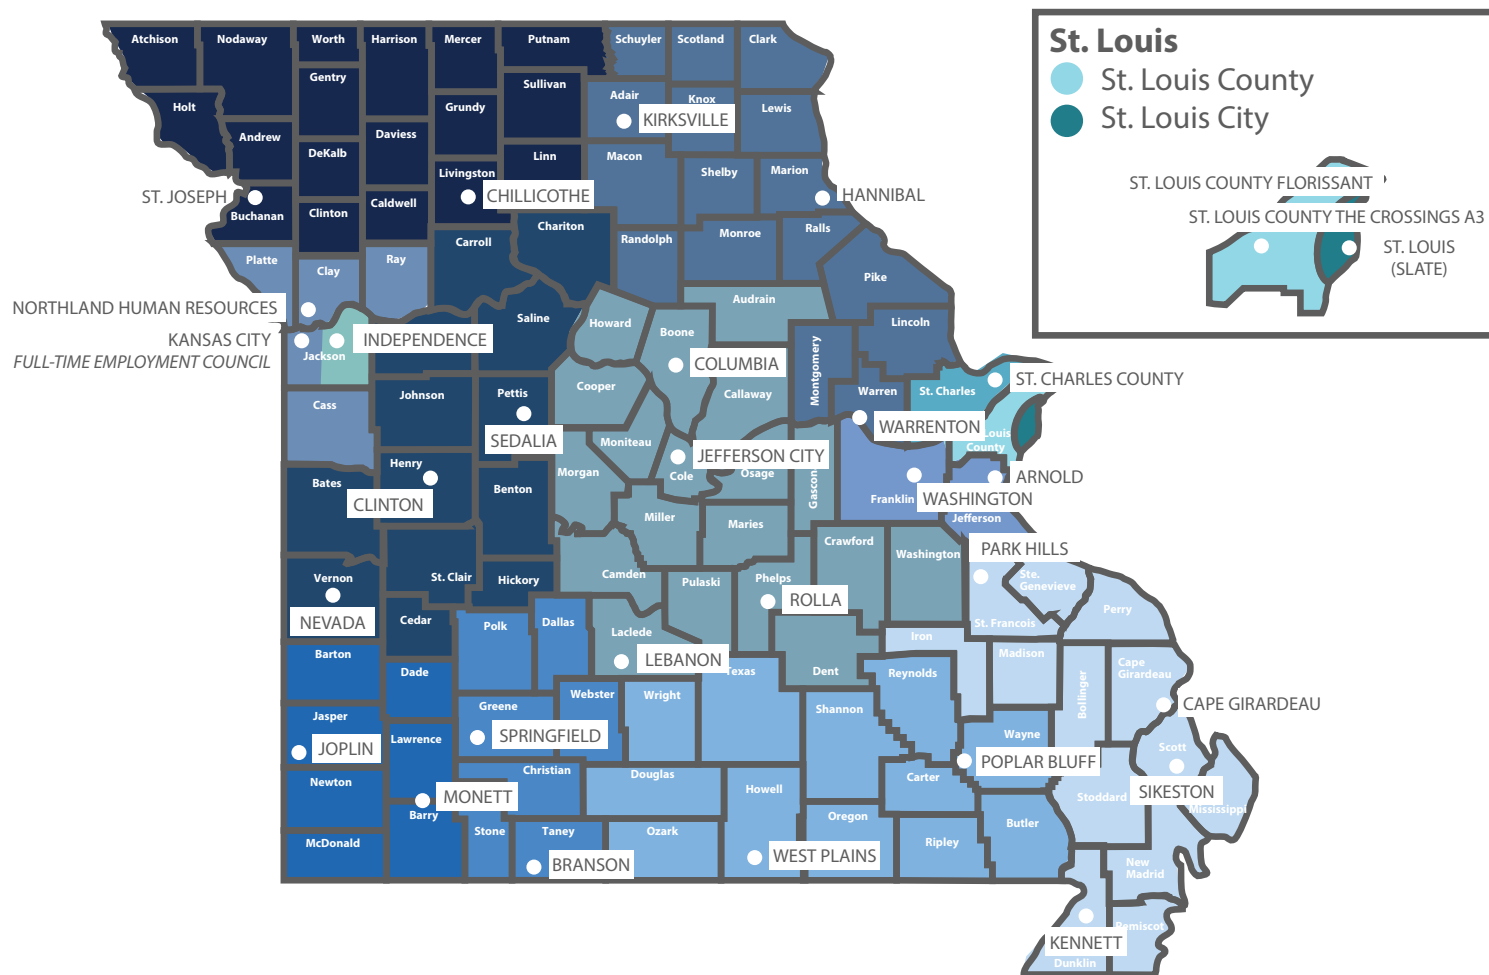 Atchison
Nodaway
Worth
Harrison
Mercer
Putnam
Schuyler
Scotland
Clark
Gentry
Sullivan
Holt
Grundy
Adair
Knox
Lewis
KIRKSVILLE
Andrew
Daviess
DeKalb
Linn
Macon
Livingston
Shelby
Marion
ST. JOSEPH
CHILLICOTHE
HANNIBAL
Buchanan
Clinton
Caldwell
Chariton
Carroll
Randolph
Monroe
Ralls
Platte
Clay
Ray
Pike
NORTHLAND HUMAN RESOURCES
Saline
Howard
Audrain
Lincoln
KANSAS CITY
FULL-TIME EMPLOYMENT COUNCIL
INDEPENDENCE
Jackson
Boone
COLUMBIA
Montgomery
ST. CHARLES COUNTY
Cass
Johnson
Pettis
Cooper
Callaway
Warren
St. Charles
SEDALIA
WARRENTON
Louis
County
Moniteau
JEFFERSON CITY
Henry
Morgan
Cole
Osage
Gascon
ARNOLD
Bates
CLINTON
Benton
Franklin
WASHINGTON
Miller
Maries
Jefferson
Crawford
Washington
PARK HILLS
Vernon
St. Clair
Hickory
Camden
Pulaski
Phelps
Ste.
Genevieve
NEVADA
ROLLA
Perry
Cedar
Polk
Dallas
Laclede
St. Francois
Iron
Barton
LEBANON
Madison
Dade
Texas
Dent
Reynolds
Cape
Girardeau
Bollinger
Webster
Wright
Jasper
Greene
Shannon
CAPE GIRARDEAU
JOPLIN
Lawrence
SPRINGFIELD
Wayne
Scott
Newton
Christian
Douglas
POPLAR BLUFF
Carter
MONETT
Howell
Stoddard
SIKESTON
Mississippi
Barry
Oregon
Butler
McDonald
Stone
Taney
Ozark
Ripley
BRANSON
WEST PLAINS
New
Madrid
Pemiscot
KENNETT
Dunklin
St. Louis
St. Louis County
St. Louis City
ST. LOUIS COUNTY FLORISSANT
ST. LOUIS COUNTY THE CROSSINGS A3
ST. LOUIS
(SLATE)